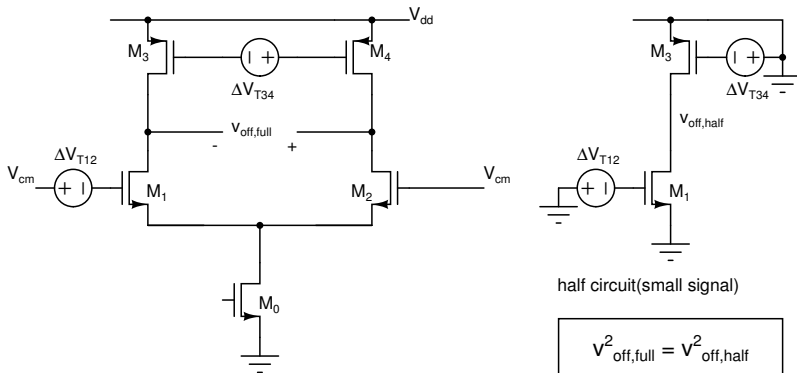 V_dd
M_3
M_4
ΔV_T34
v_off,full
- +
V_cm
ΔV_T12
M_1
M_2
V_cm
M_0
M_3
ΔV_T34
v_off,half
ΔV_T12
M_1
half circuit(small signal)
v²_off,full = v²_off,half